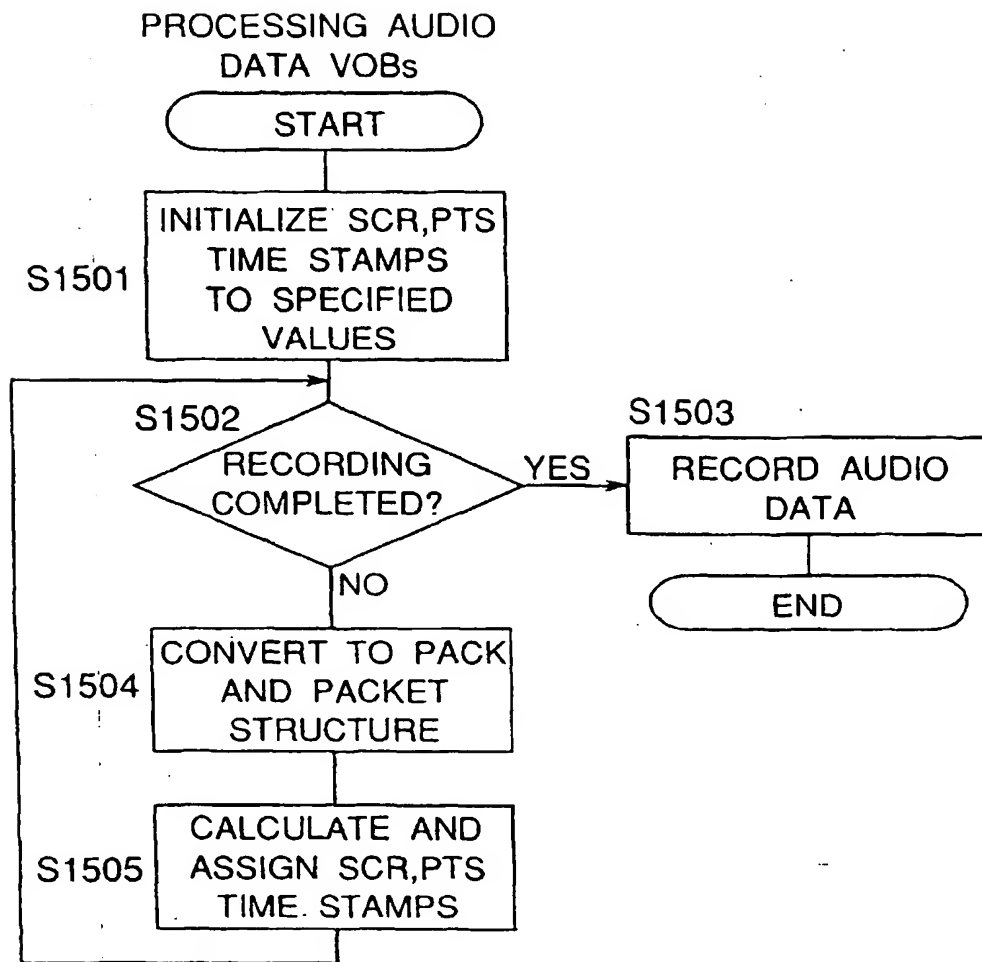 PROCESSING AUDIO
DATA VOBs
START
S1501
INITIALIZE SCR,PTS
TIME STAMPS
TO SPECIFIED
VALUES
S1502
RECORDING
COMPLETED?
YES
S1503
RECORD AUDIO
DATA
END
NO
S1504
CONVERT TO PACK
AND PACKET
STRUCTURE
S1505
CALCULATE AND
ASSIGN SCR,PTS
TIME. STAMPS